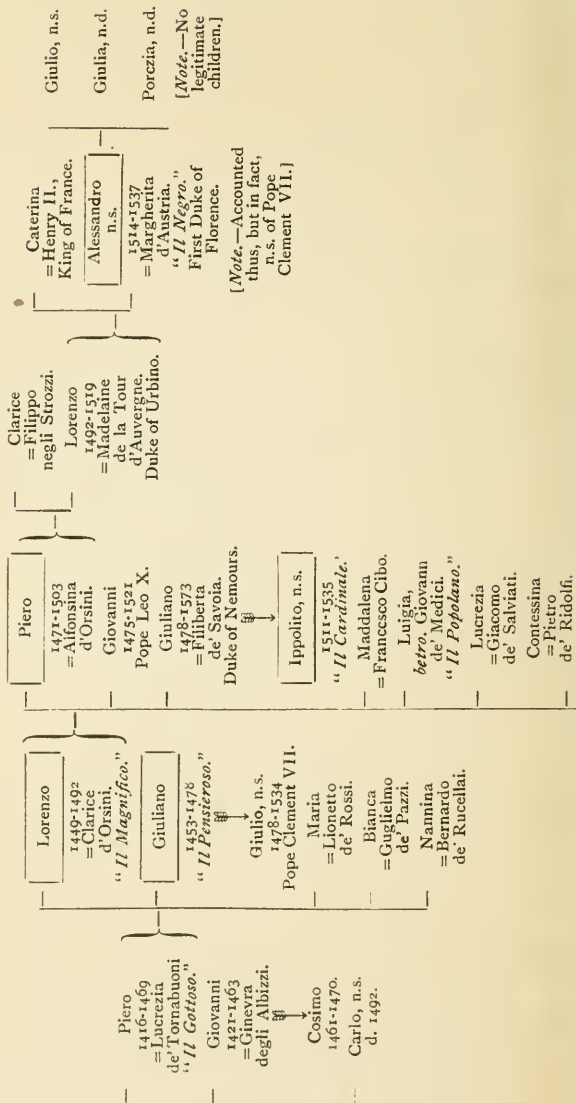 Piero
1416-1469
=Lucrezia
de' Tornabuoni
"Il Gottoso."
Giovanni
1421-1463
=Ginevra
degli Albizzi.
Cosimo
1461-1470.
Carlo, n.s.
d. 1492.
Lorenzo
1449-1492
=Clarice
d'Orsini.
"Il Magnifico."
Giuliano
1453-1478
"Il Pensieroso."
Giulio, n.s.
1478-1534
Pope Clement VII.
Maria
=Lionetto
de' Rossi.
Bianca
=Guglielmo
de' Pazzi.
Nannina
=Bernardo
de' Rucellai.
Piero
1471-1503
=Alfonsina
d'Orsini.
Giovanni
1475-1521
Pope Leo X.
Giuliano
1478-1573
=Filiberta
de' Savoia.
Duke of Nemours.
Ippolito, n.s.
1511-1535
"Il Cardinale."
Maddalena
=Francesco Cibo.
Luigia,
betro. Giovann
de' Medici.
"Il Popolano."
Lucrezia
=Giacomo
de' Salviati.
Contessina
=Pietro
de' Ridolfi.
Clarice
=Filippo
negli Strozzi.
Lorenzo
1492-1519
=Madelaine
de la Tour
d'Auvergne.
Duke of Urbino.
Caterina
=Henry II.,
King of France.
Alessandro
n.s.
1514-1537
=Margherita
d'Austria.
"Il Negro."
First Duke of
Florence.
[Note.—Accounted
thus, but in fact,
n.s. of Pope
Clement VII.]
Giulio, n.s.
Giulia, n.d.
Porczia, n.d.
[Note.—No
legitimate
children.]